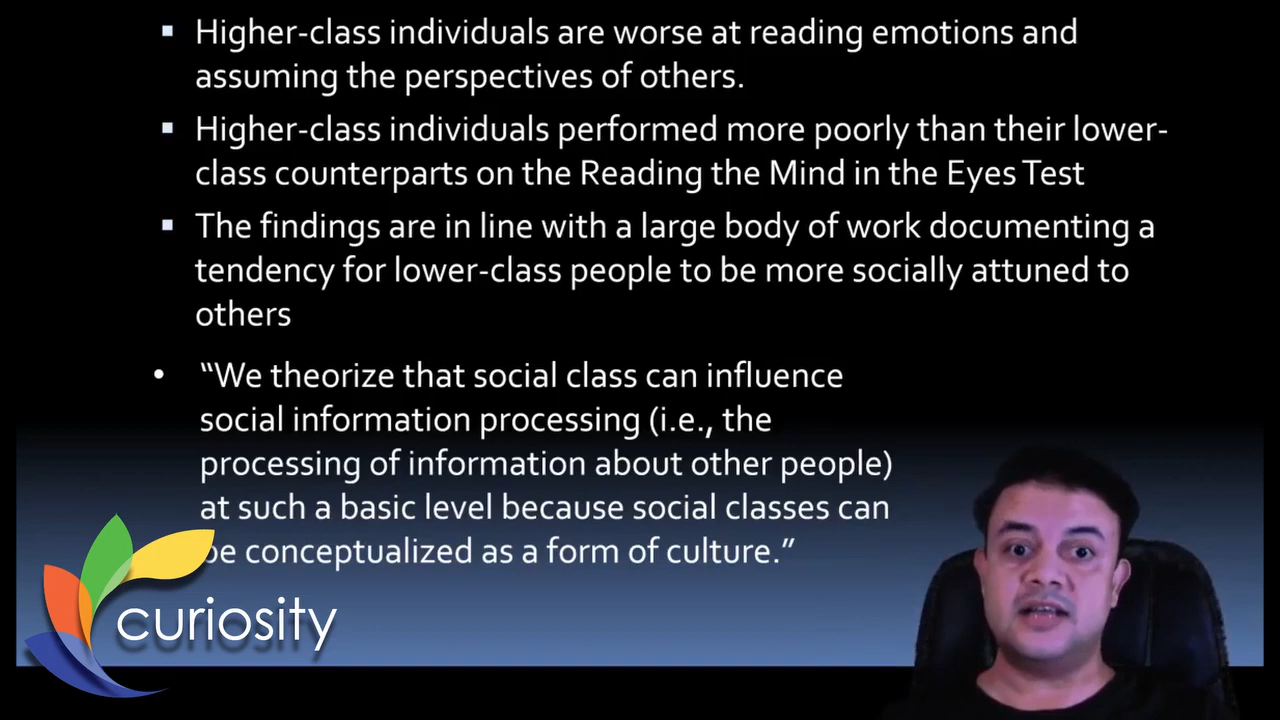 Higher-class individuals are worse at reading emotions and
assuming the perspectives of others.
Higher-class individuals performed more poorly than their lower-
class counterparts on the Reading the Mind in the Eyes Test
The findings are in line with a large body of work documenting a
tendency for lower-class people to be more socially attuned to
others
“We theorize that social class can influence
social information processing (i.e., the
processing of information about other people)
at such a basic level because social classes can
be conceptualized as a form of culture.”
curiosity